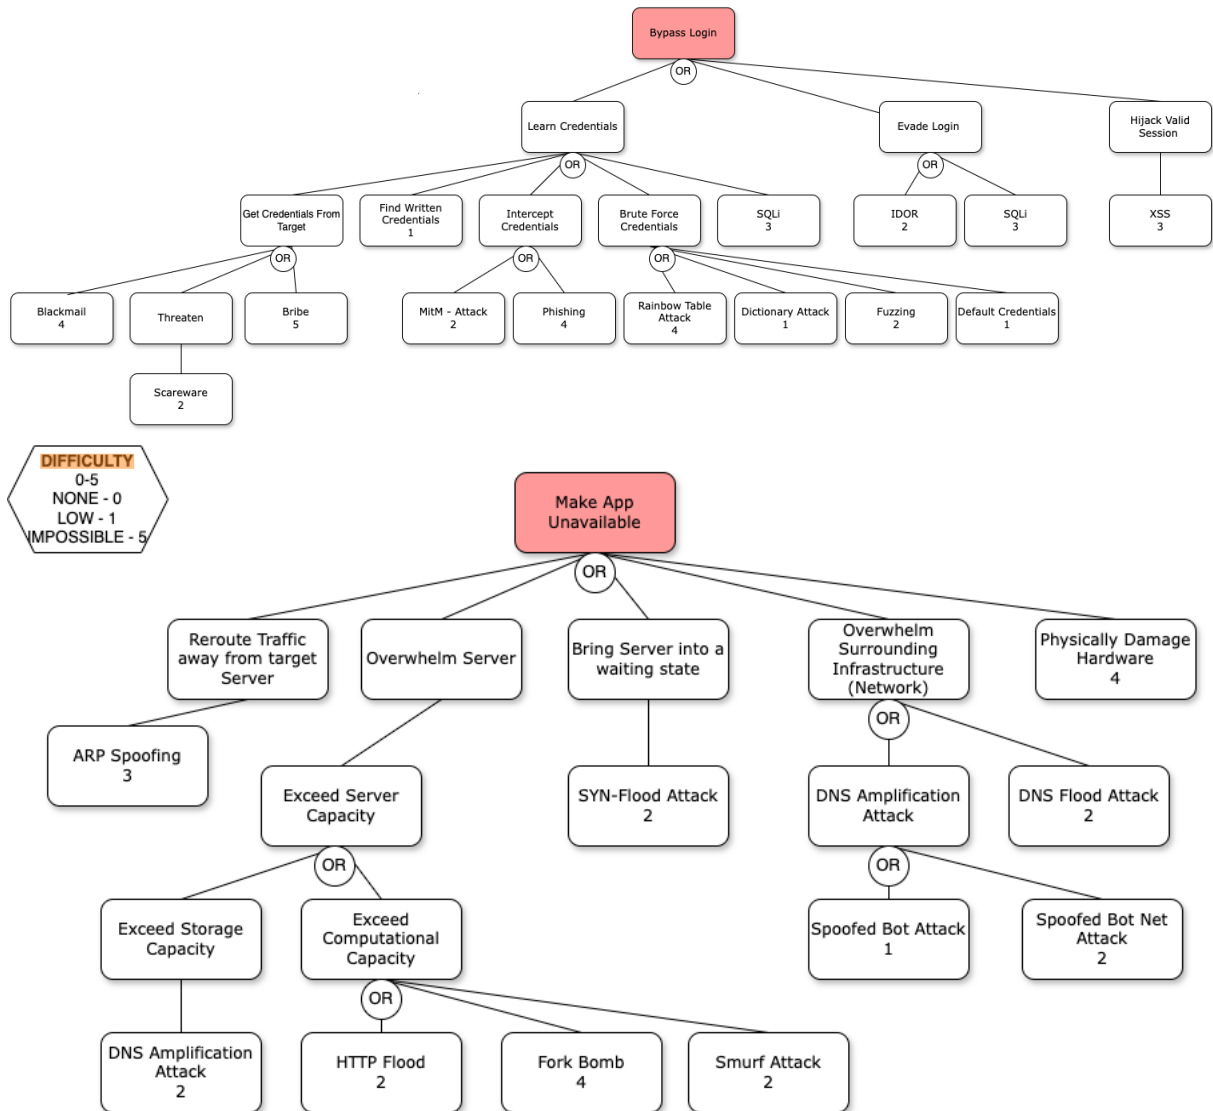 Bypass Login
OR
Learn Credentials
Evade Login
Hijack Valid
Session
OR
OR
Get Credentials From
Target
Find Written
Credentials
1
Intercept
Credentials
Brute Force
Credentials
SQLi
3
IDOR
2
SQLi
3
XSS
3
OR
OR
OR
Blackmail
4
Threaten
Bribe
5
MitM - Attack
2
Phishing
4
Rainbow Table
Attack
4
Dictionary Attack
1
Fuzzing
2
Default Credentials
1
Scareware
2
DIFFICULTY
0-5
NONE - 0
LOW - 1
IMPOSSIBLE - 5
Make App
Unavailable
OR
Reroute Traffic
away from target
Server
Overwhelm Server
Bring Server into a
waiting state
Overwhelm
Surrounding
Infrastructure
(Network)
Physically Damage
Hardware
4
OR
ARP Spoofing
3
Exceed Server
Capacity
SYN-Flood Attack
2
DNS Amplification
Attack
DNS Flood Attack
2
OR
OR
Exceed Storage
Capacity
Exceed
Computational
Capacity
Spoofed Bot Attack
1
Spoofed Bot Net
Attack
2
OR
DNS Amplification
Attack
2
HTTP Flood
2
Fork Bomb
4
Smurf Attack
2